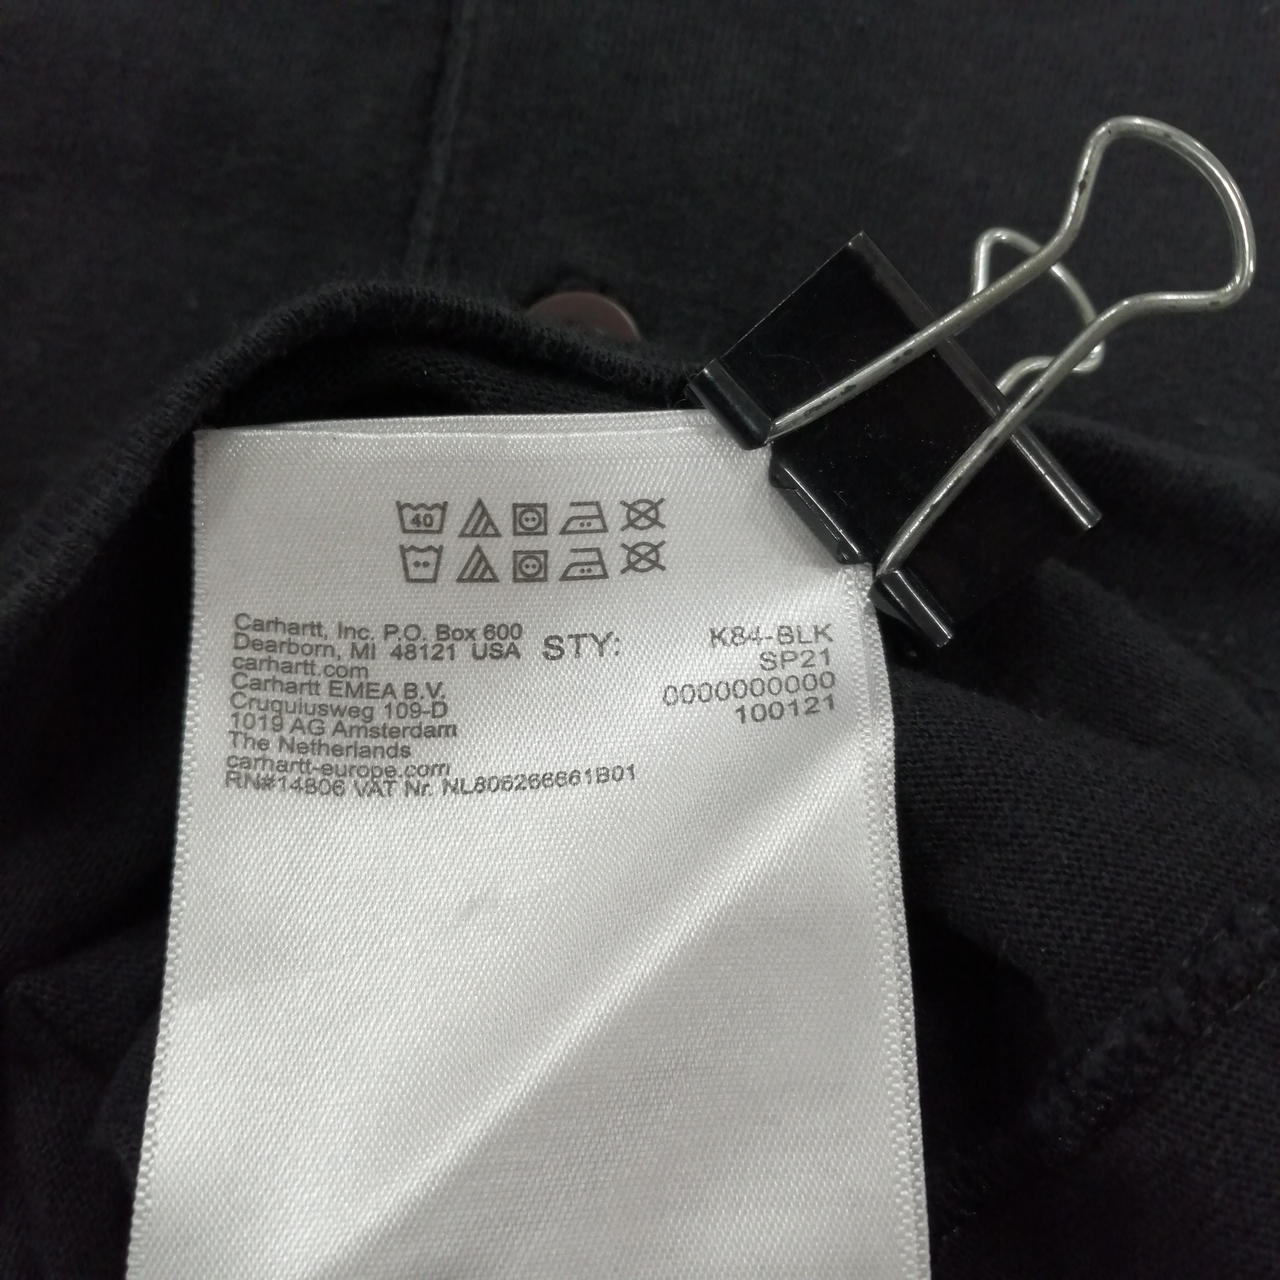 40
Carhartt, Inc. P.O. Box 600
Dearborn, MI 48121 USA
carhartt.com
Carhartt EMEA B.V.
Cruquiusweg 109-D
1019 AG Amsterdam
The Netherlands
carhartt-europe.com
RN#14806 VAT Nr. NL806266661B01
STY: K84-BLK
SP21
0000000000
100121